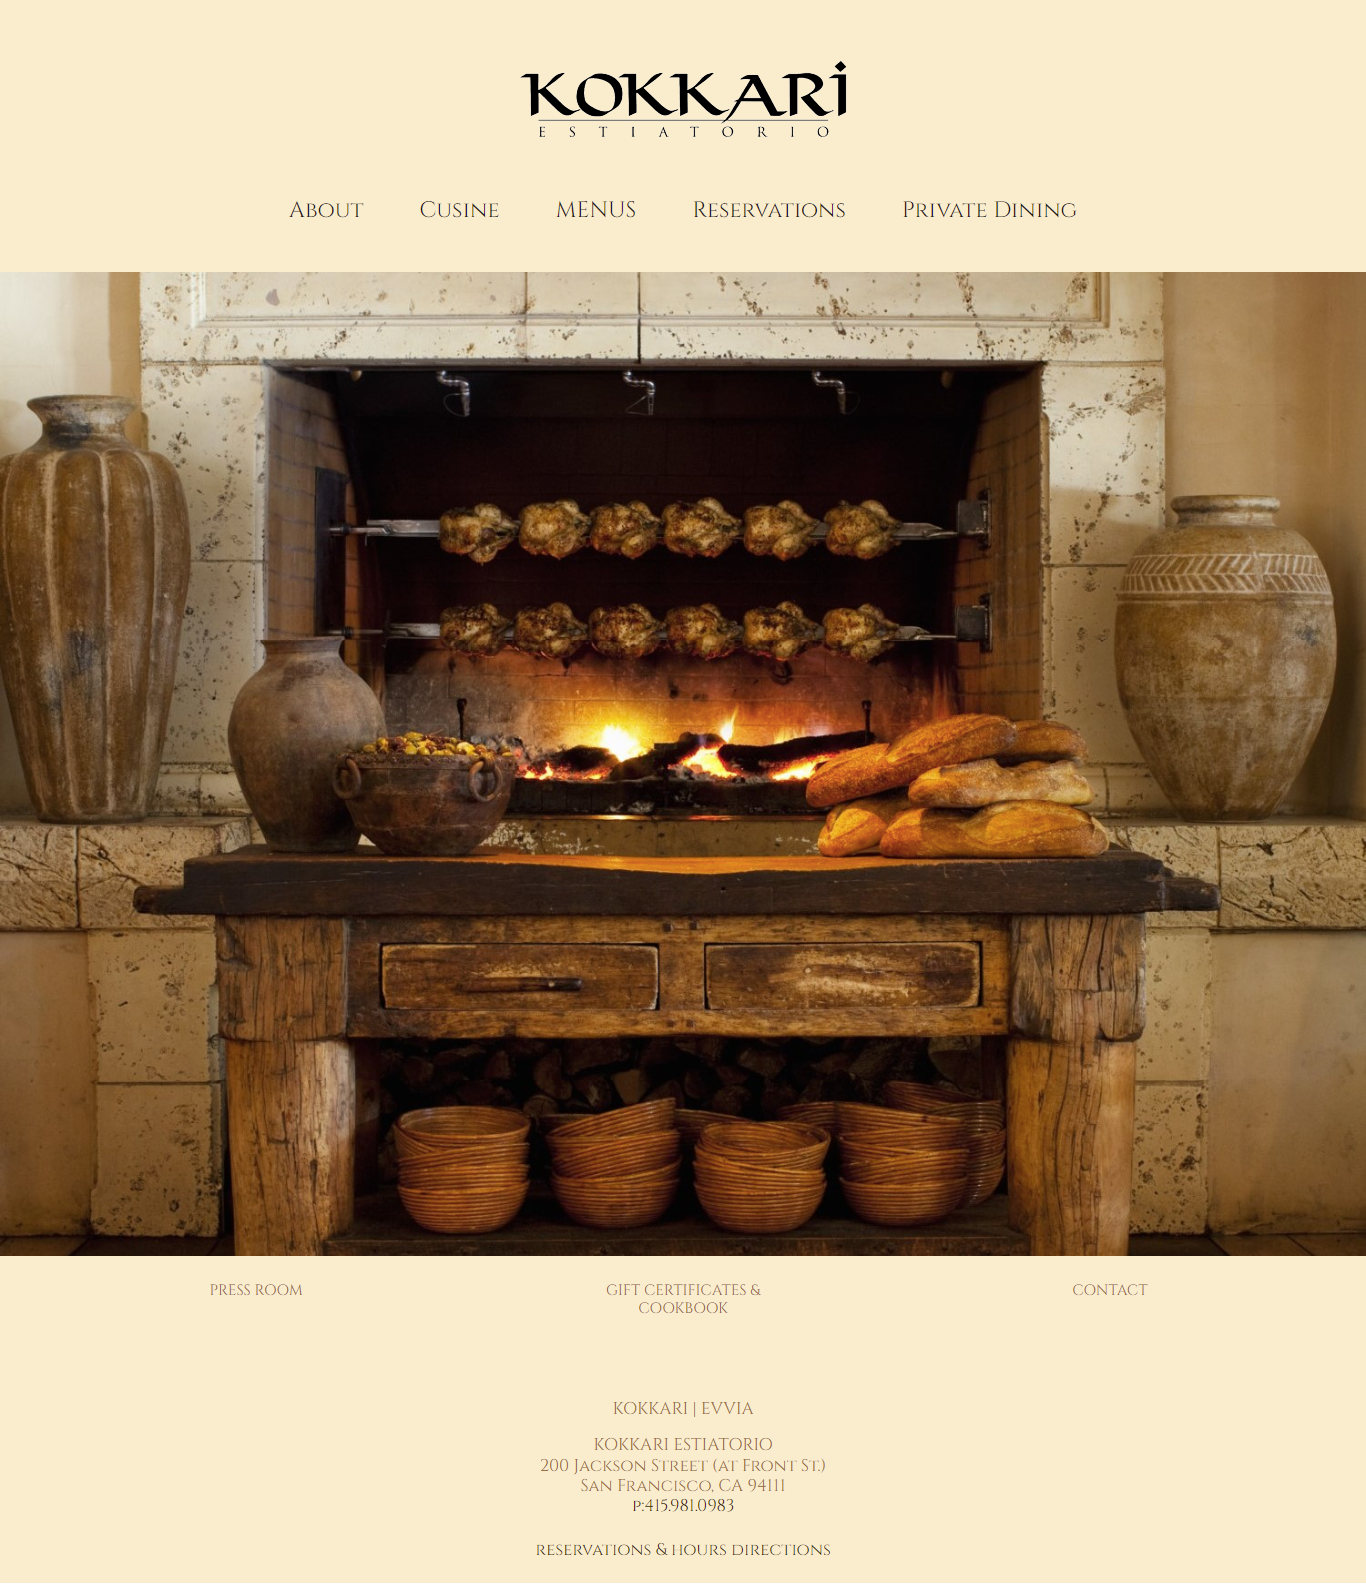 KOKKARI
ESTIATORIO
About Cusine MENUS Reservations Private Dining
PRESS ROOM
GIFT CERTIFICATES &
COOKBOOK
CONTACT
KOKKARI | EVVIA
KOKKARI ESTIATORIO
200 Jackson Street (at Front St.)
San Francisco, CA 94111
p:415.981.0983
reservations & hours directions